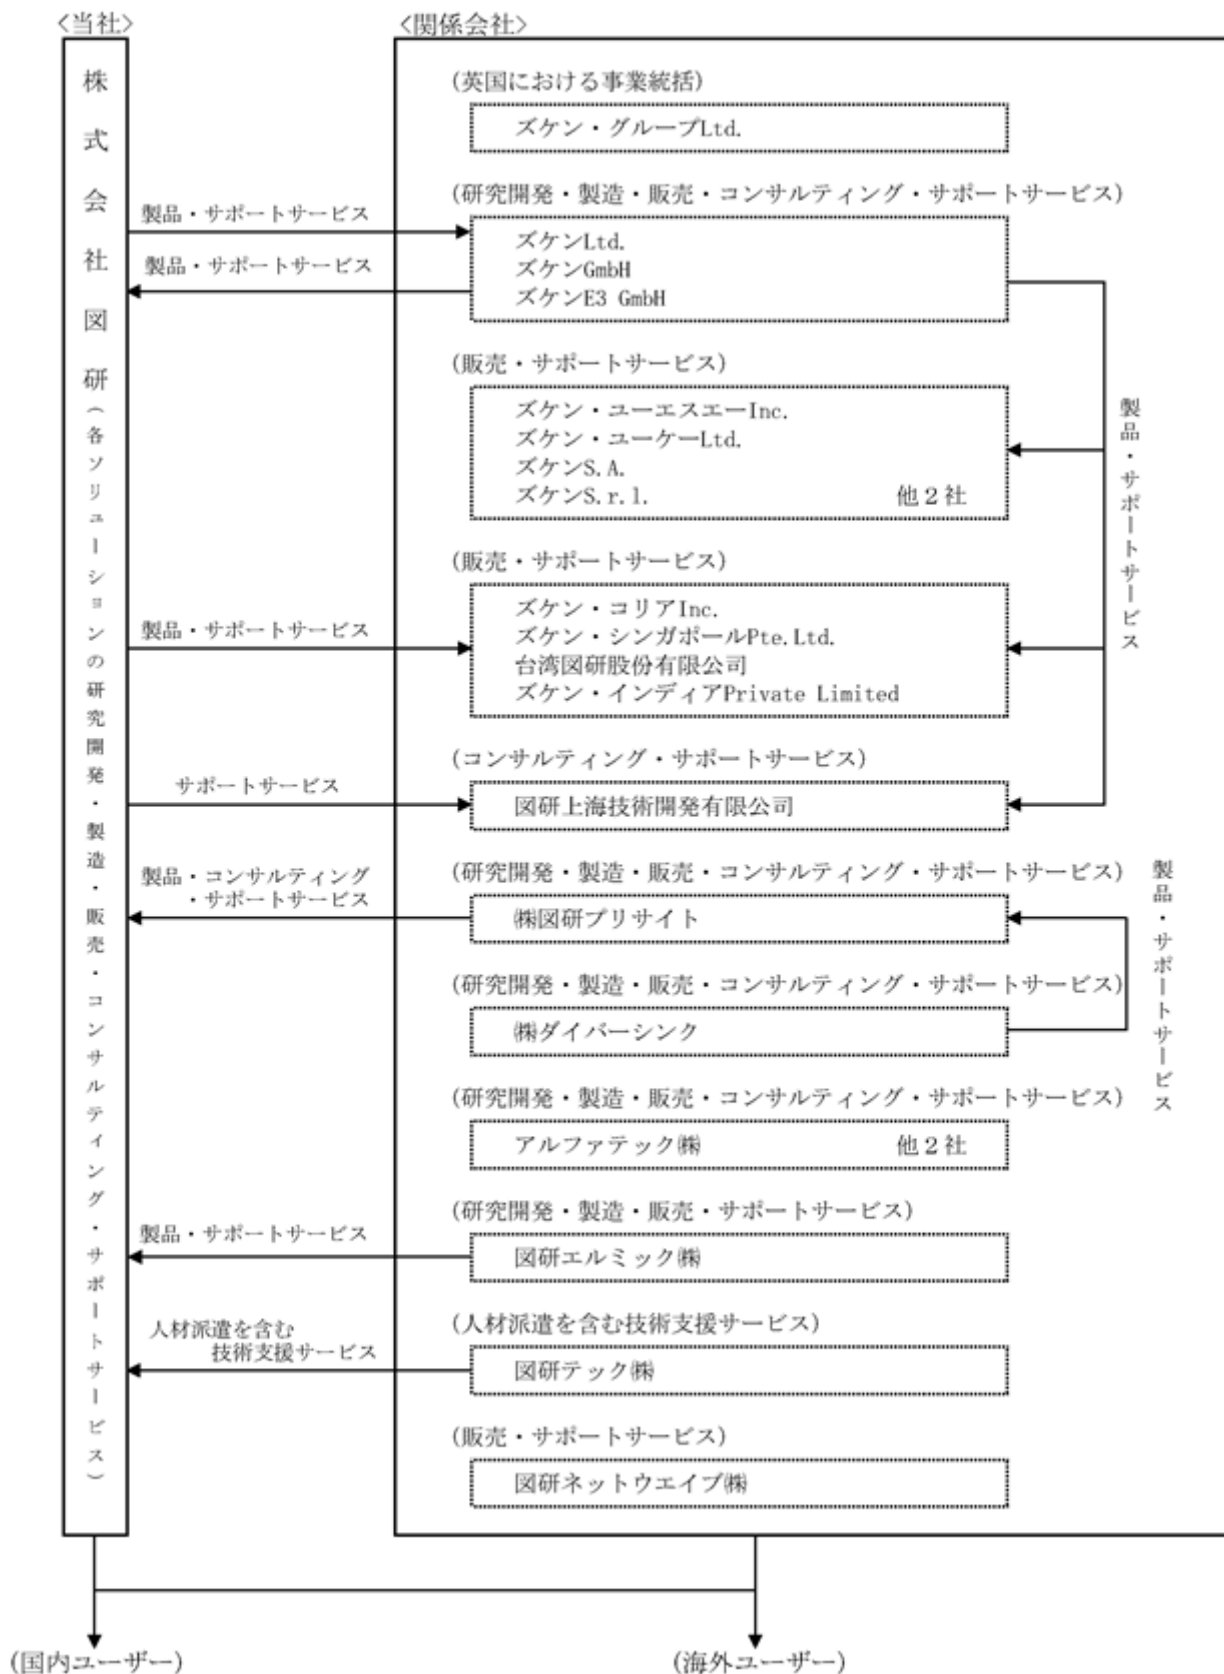 <当社>
株式会社図研(各ソリューションの研究開発・製造・販売・コンサルティング・サポートサービス)
<関係会社>
(英国における事業統括)
ズケン・グループLtd.
(研究開発・製造・販売・コンサルティング・サポートサービス)
製品・サポートサービス
ズケンLtd.
製品・サポートサービス
ズケンGmbH
ズケンE3 GmbH
(販売・サポートサービス)
ズケン・ユーエスエーInc.
ズケン・ユーケーLtd.
ズケンS.A.
ズケンS.r.l. 他2社
製品・サポートサービス
(販売・サポートサービス)
ズケン・コリアInc.
製品・サポートサービス
ズケン・シンガポールPte.Ltd.
台湾図研股份有限公司
ズケン・インディアPrivate Limited
(コンサルティング・サポートサービス)
サポートサービス
図研上海技術開発有限公司
(研究開発・製造・販売・コンサルティング・サポートサービス)
製品・コンサルティング
・サポートサービス
㈱図研プリサイト
製品・サポートサービス
(研究開発・製造・販売・コンサルティング・サポートサービス)
㈱ダイバーシンク
(研究開発・製造・販売・コンサルティング・サポートサービス)
アルファテック㈱ 他2社
(研究開発・製造・販売・サポートサービス)
製品・サポートサービス
図研エルミック㈱
(人材派遣を含む技術支援サービス)
人材派遣を含む
技術支援サービス
図研テック㈱
(販売・サポートサービス)
図研ネットウエイブ㈱
(国内ユーザー)
(海外ユーザー)